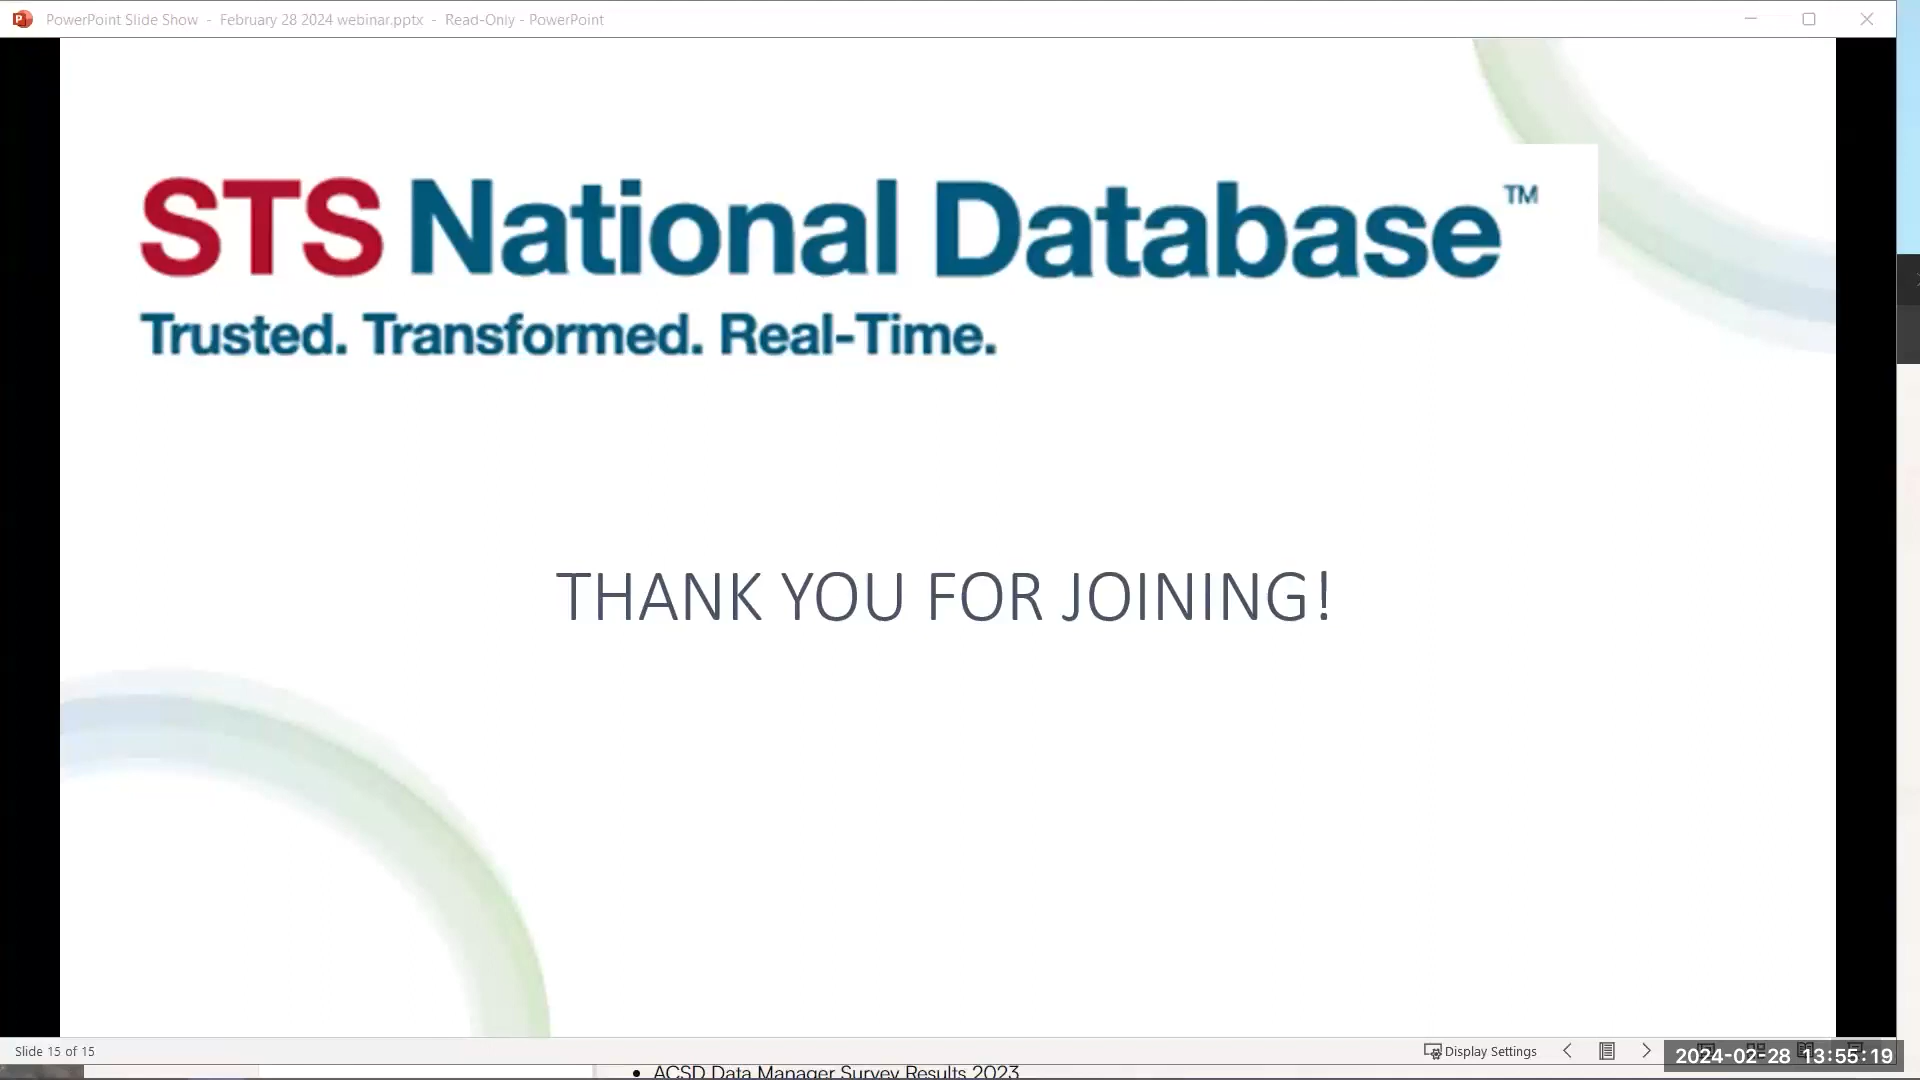 PowerPoint Slide Show - February 28 2024 webinar.pptx - Read-Only - PowerPoint
STS National Database™
Trusted. Transformed. Real-Time.
THANK YOU FOR JOINING!
Slide 15 of 15
Display Settings
2024-02-28 13:55:19
• ACSD Data Manager Survey Results 2023